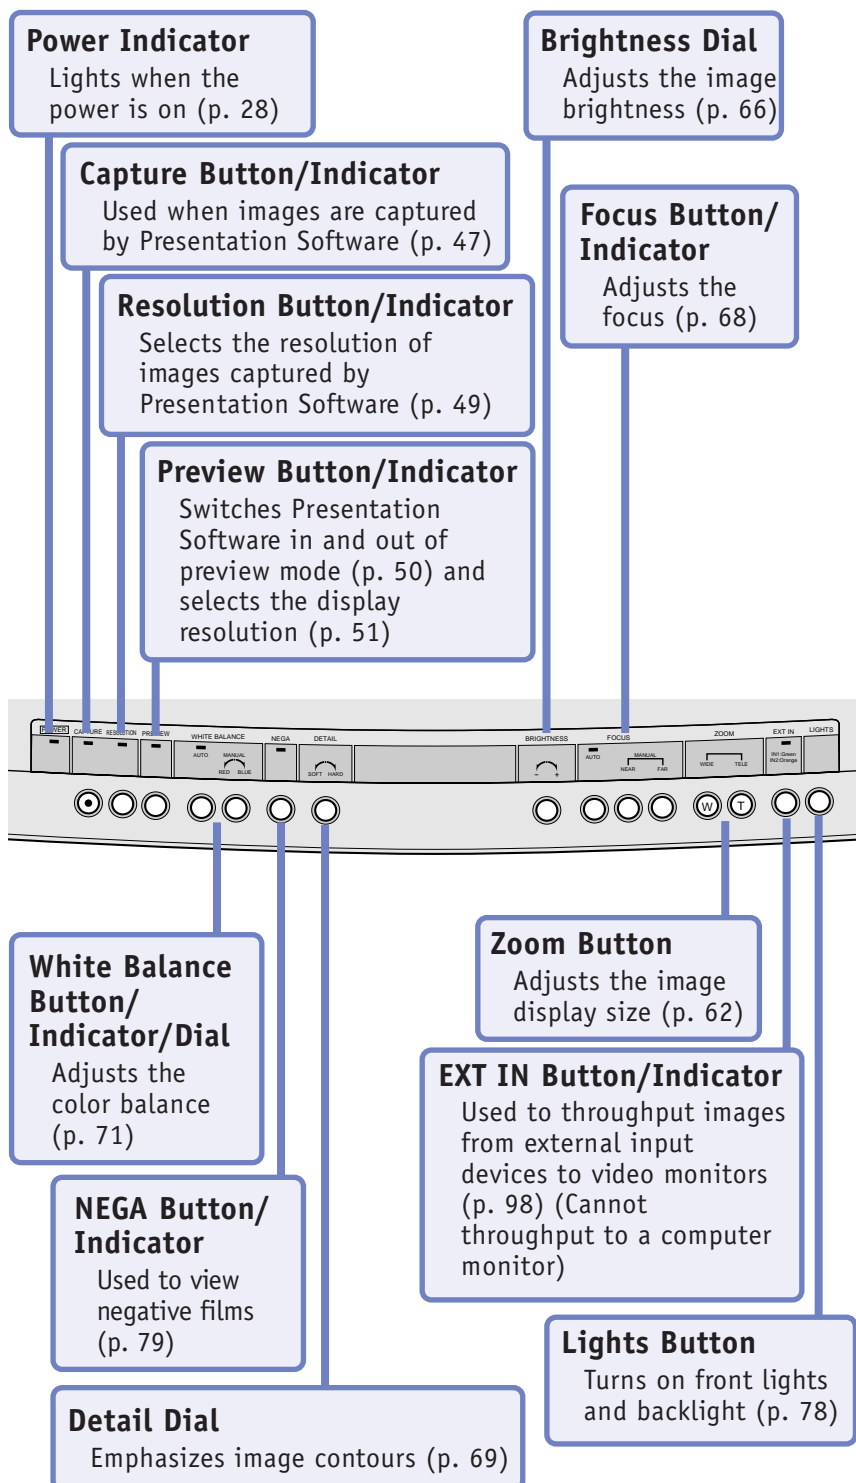 Power Indicator
Lights when the
power is on (p. 28)
Brightness Dial
Adjusts the image
brightness (p. 66)
Capture Button/Indicator
Used when images are captured
by Presentation Software (p. 47)
Focus Button/
Indicator
Adjusts the
focus (p. 68)
Resolution Button/Indicator
Selects the resolution of
images captured by
Presentation Software (p. 49)
Preview Button/Indicator
Switches Presentation
Software in and out of
preview mode (p. 50) and
selects the display
resolution (p. 51)
POWER CAPTURE RESOLUTION PREVIEW WHITE BALANCE NEGA DETAIL BRIGHTNESS FOCUS ZOOM EXT IN LIGHTS
AUTO MANUAL AUTO MANUAL IN1:Green
RED BLUE SOFT HARD − + NEAR FAR WIDE TELE IN2:Orange
W T
White Balance
Button/
Indicator/Dial
Adjusts the
color balance
(p. 71)
Zoom Button
Adjusts the image
display size (p. 62)
EXT IN Button/Indicator
Used to throughput images
from external input
devices to video monitors
(p. 98) (Cannot
throughput to a computer
monitor)
NEGA Button/
Indicator
Used to view
negative films
(p. 79)
Lights Button
Turns on front lights
and backlight (p. 78)
Detail Dial
Emphasizes image contours (p. 69)